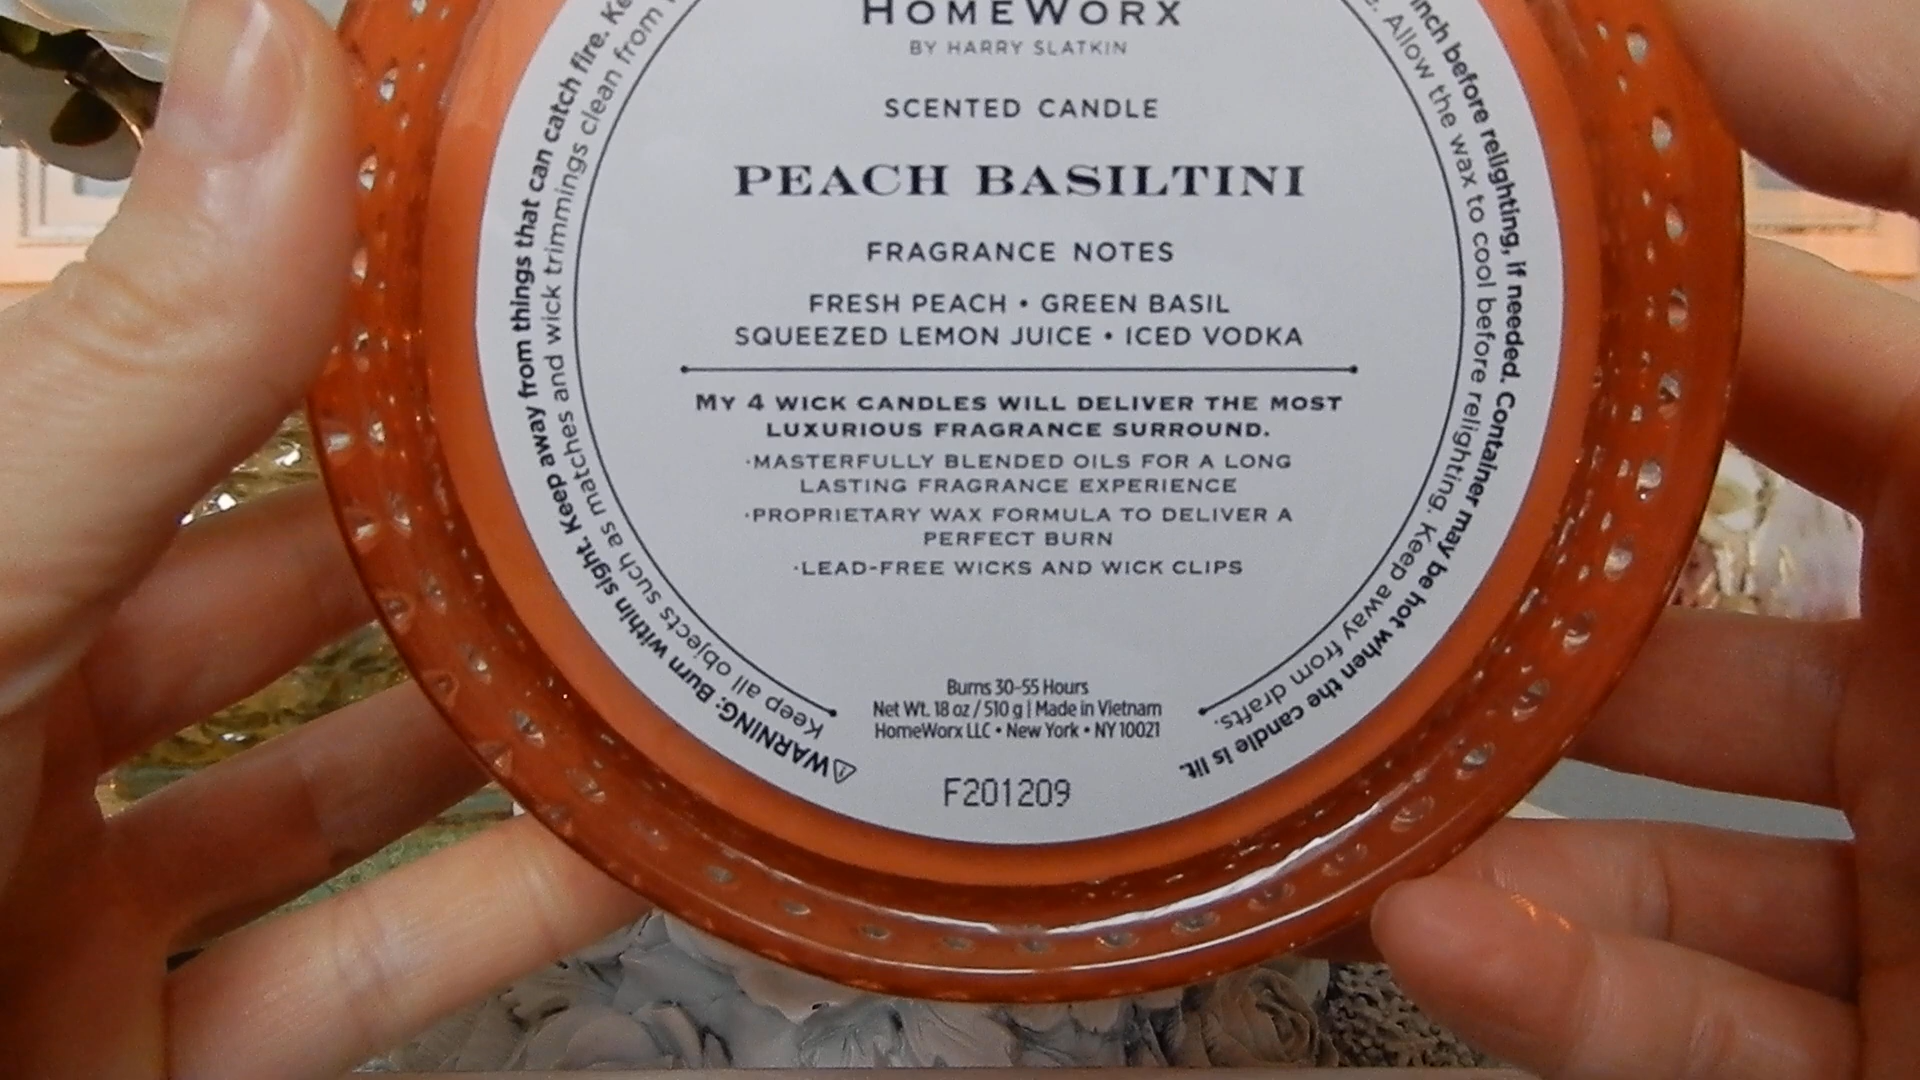 HOMEWORX
BY HARRY SLATKIN
SCENTED CANDLE
PEACH BASILTINI
FRAGRANCE NOTES
FRESH PEACH • GREEN BASIL
SQUEEZED LEMON JUICE • ICED VODKA
MY 4 WICK CANDLES WILL DELIVER THE MOST
LUXURIOUS FRAGRANCE SURROUND.
·MASTERFULLY BLENDED OILS FOR A LONG
LASTING FRAGRANCE EXPERIENCE
·PROPRIETARY WAX FORMULA TO DELIVER A
PERFECT BURN
·LEAD-FREE WICKS AND WICK CLIPS
Burns 30-55 Hours
Net Wt. 18 oz / 510 g | Made in Vietnam
HomeWorx LLC • New York • NY 10021
F201209
⚠WARNING: Burn within sight. Keep away from things that can catch fire.
inch before relighting, if needed. Container may be hot when the candle is lit.
Keep all objects such as matches and wick trimmings clean from
Allow the wax to cool before relighting. Keep away from drafts.